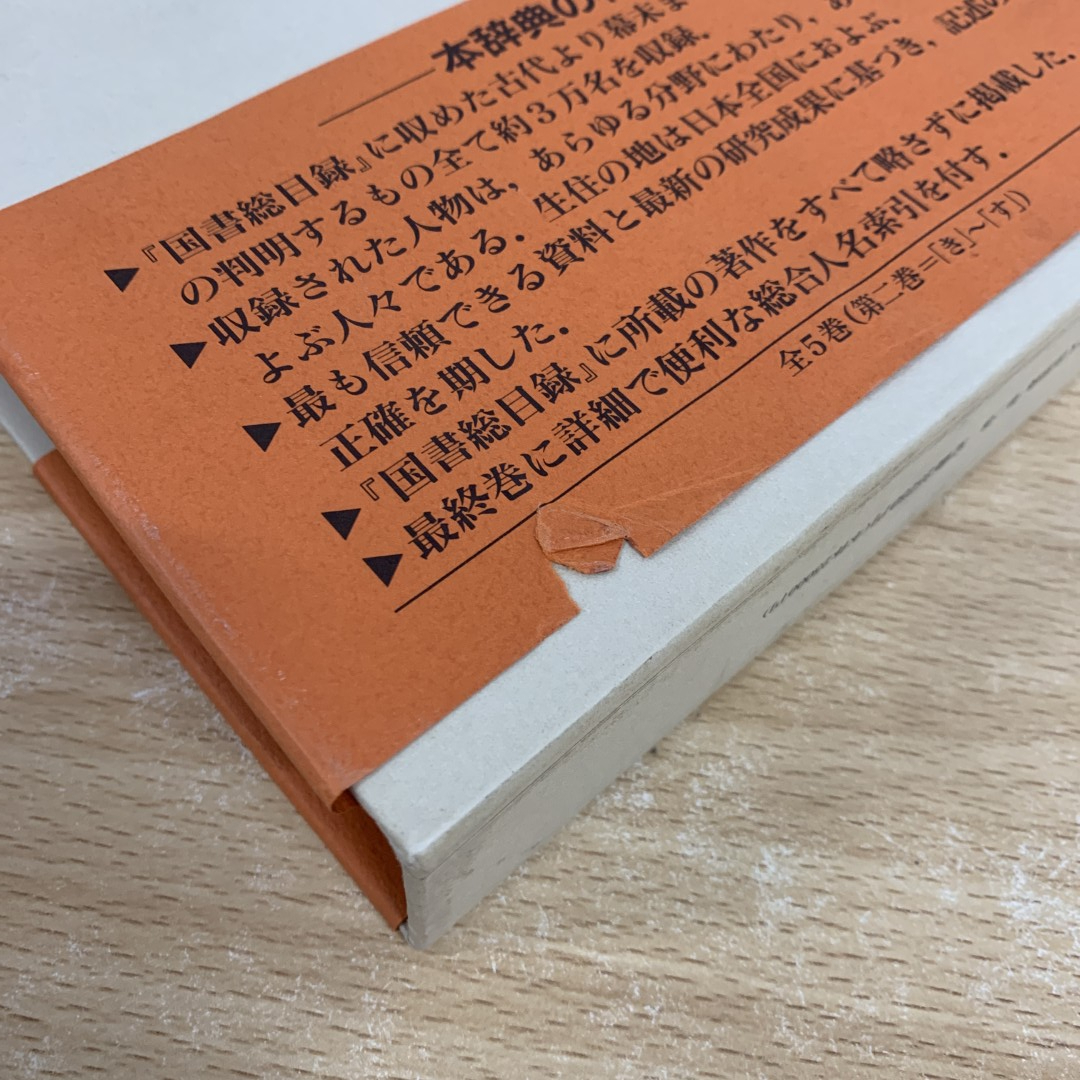 本辞典の
▶『国書総目録』に収めた古代より幕末ま
の判明するもの全て約3万名を収録.
▶収録された人物は,あらゆる分野にわたり,あ
よぶ人々である.生住の地は日本全国におよぶ.
▶最も信頼できる資料と最新の研究成果に基づき,記述の
正確を期した.
▶『国書総目録』に所載の著作をすべて略さずに掲載した.
▶最終巻に詳細で便利な総合人名索引を付す.
全5巻(第二巻=「き」~「す」)